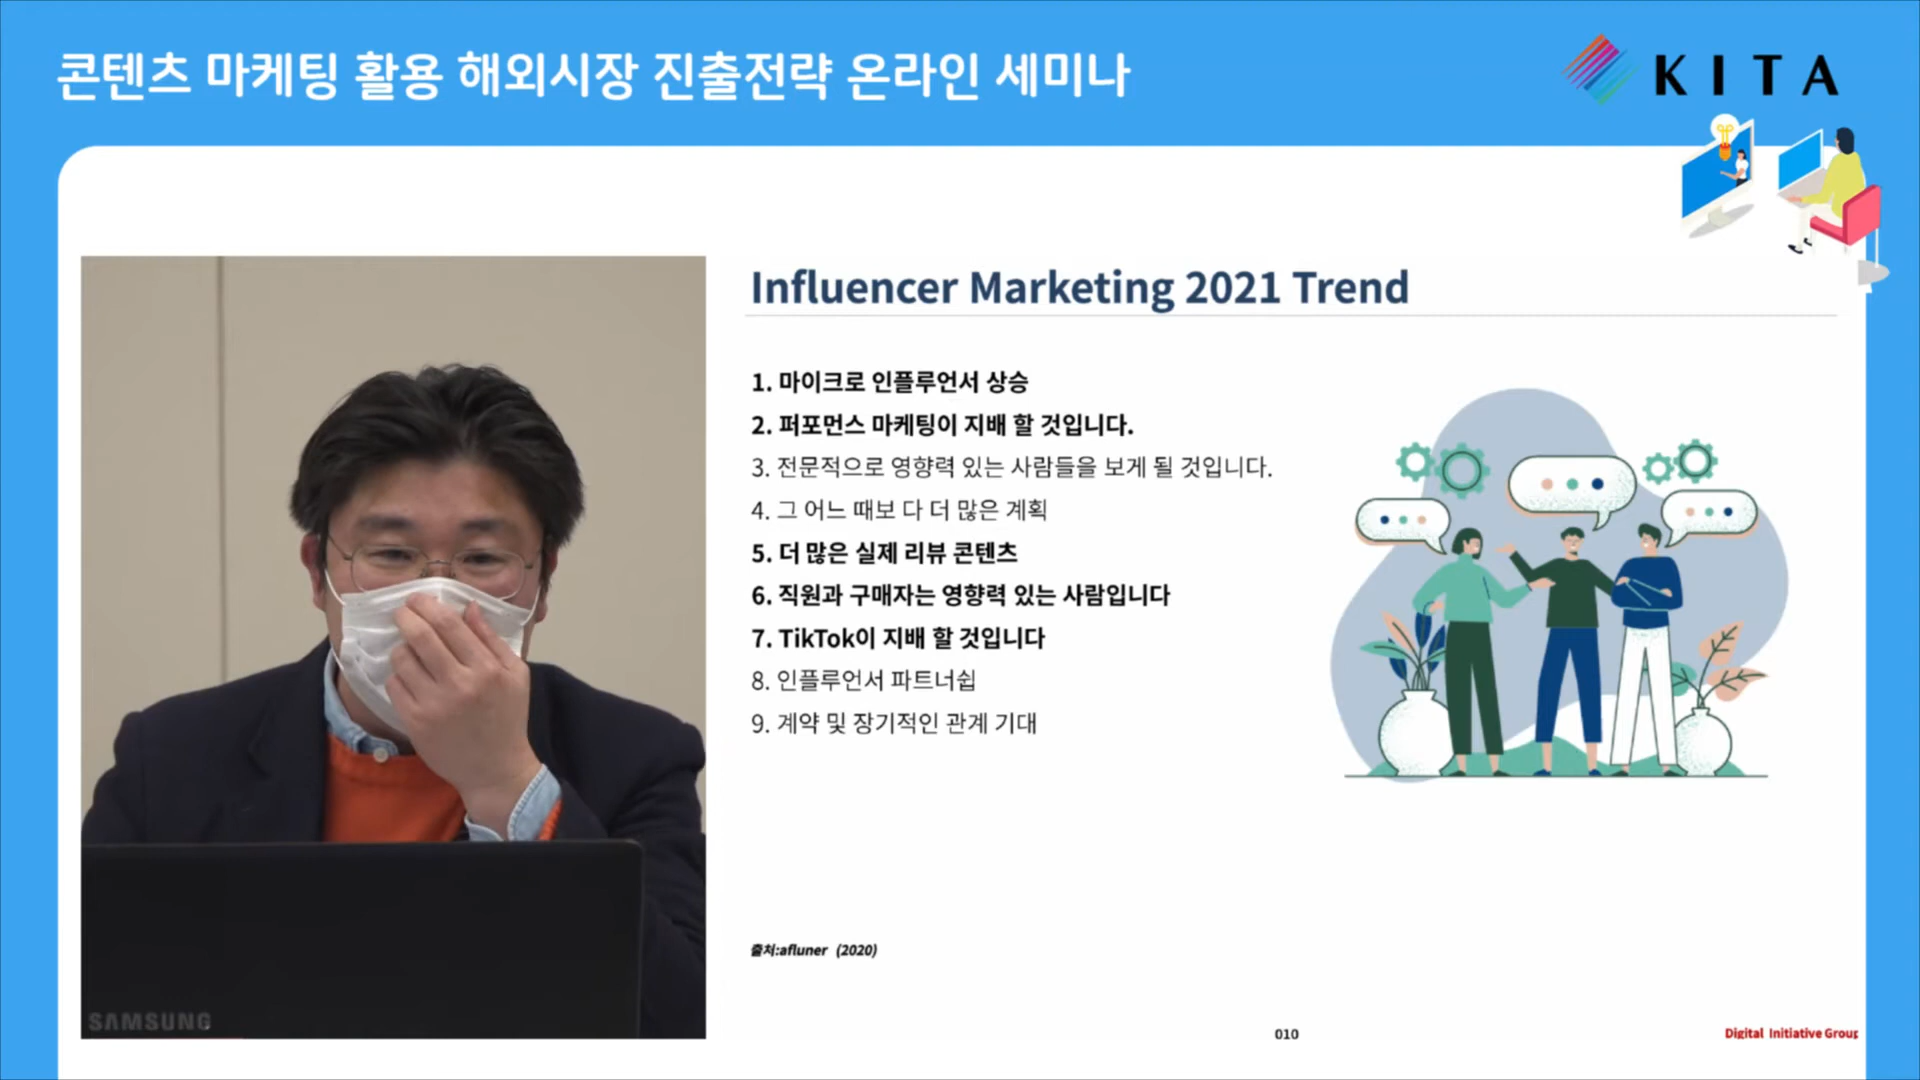 콘텐츠 마케팅 활용 해외시장 진출전략 온라인 세미나
KITA
Influencer Marketing 2021 Trend
1. 마이크로 인플루언서 상승
2. 퍼포먼스 마케팅이 지배 할 것입니다.
3. 전문적으로 영향력 있는 사람들을 보게 될 것입니다.
4. 그 어느 때보 다 더 많은 계획
5. 더 많은 실제 리뷰 콘텐츠
6. 직원과 구매자는 영향력 있는 사람입니다
7. TikTok이 지배 할 것입니다
8. 인플루언서 파트너쉽
9. 계약 및 장기적인 관계 기대
출처:afluner (2020)
SAMSUNG
010
Digital Initiative Group